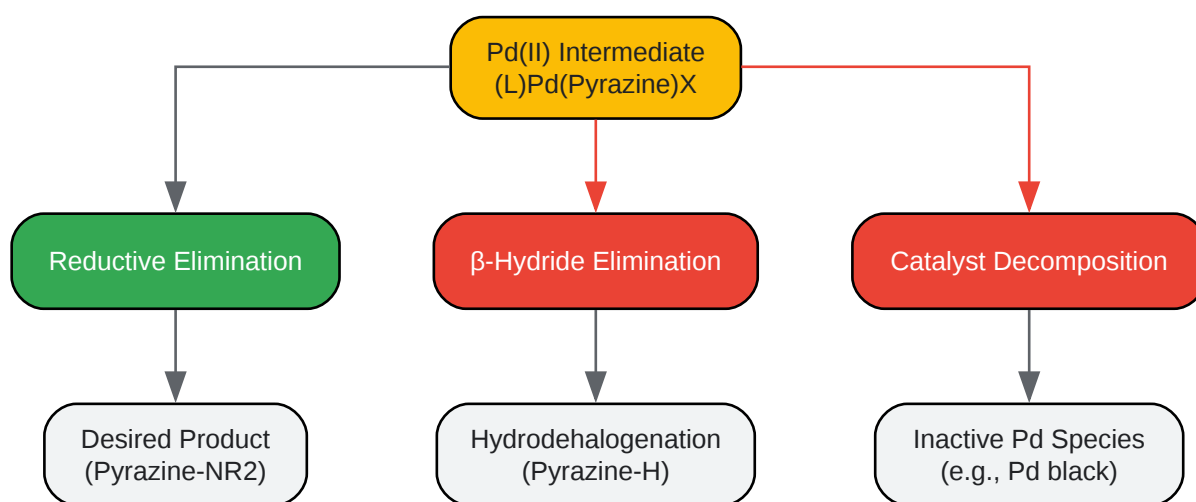 Pd(II) Intermediate
(L)Pd(Pyrazine)X
Reductive Elimination
β-Hydride Elimination
Catalyst Decomposition
Desired Product
(Pyrazine-NR2)
Hydrodehalogenation
(Pyrazine-H)
Inactive Pd Species
(e.g., Pd black)